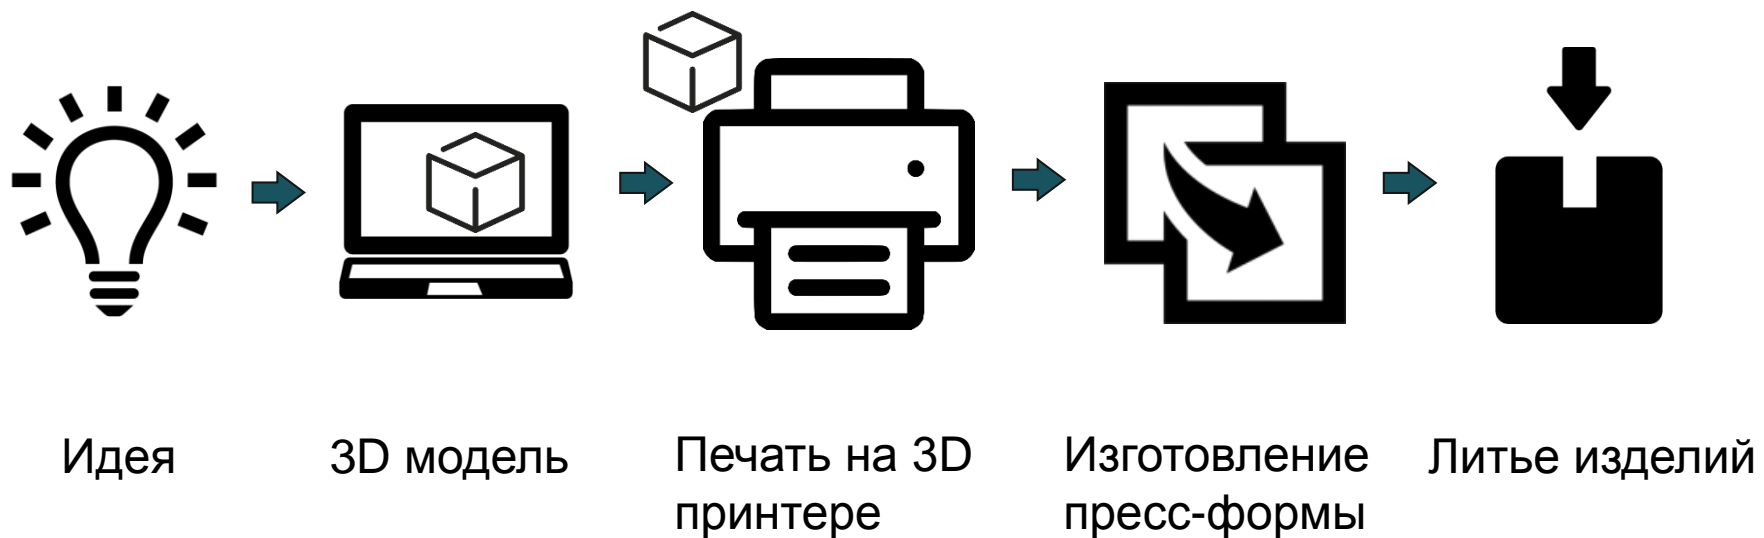 Идея
3D модель
Печать на 3D
принтере
Изготовление
пресс-формы
Литье изделий